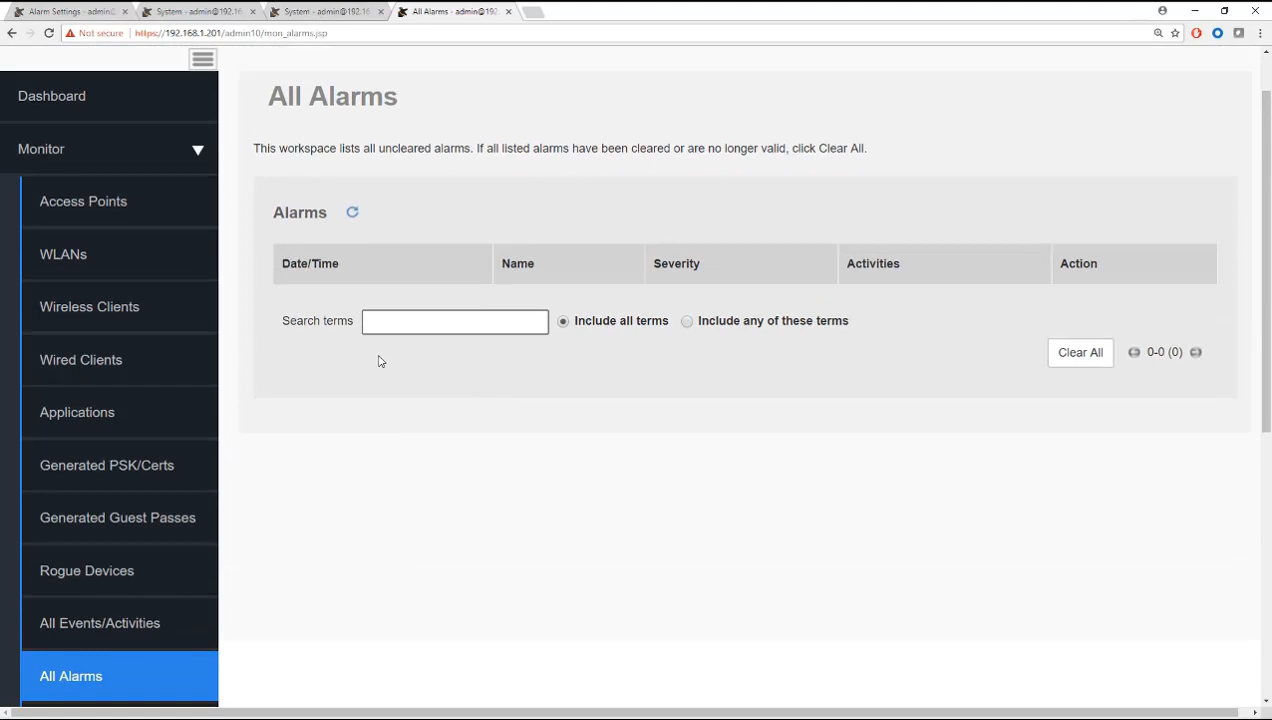 Alarm Settings - admin@
System - admin@192.16
System - admin@192.16
All Alarms - admin@192.
Not secure
https://192.168.1.201/admin10/mon_alarms.jsp
Dashboard
Monitor
Access Points
WLANs
Wireless Clients
Wired Clients
Applications
Generated PSK/Certs
Generated Guest Passes
Rogue Devices
All Events/Activities
All Alarms
All Alarms
This workspace lists all uncleared alarms. If all listed alarms have been cleared or are no longer valid, click Clear All.
Alarms
Date/Time Name Severity Activities Action
Search terms Include all terms Include any of these terms
Clear All 0-0 (0)